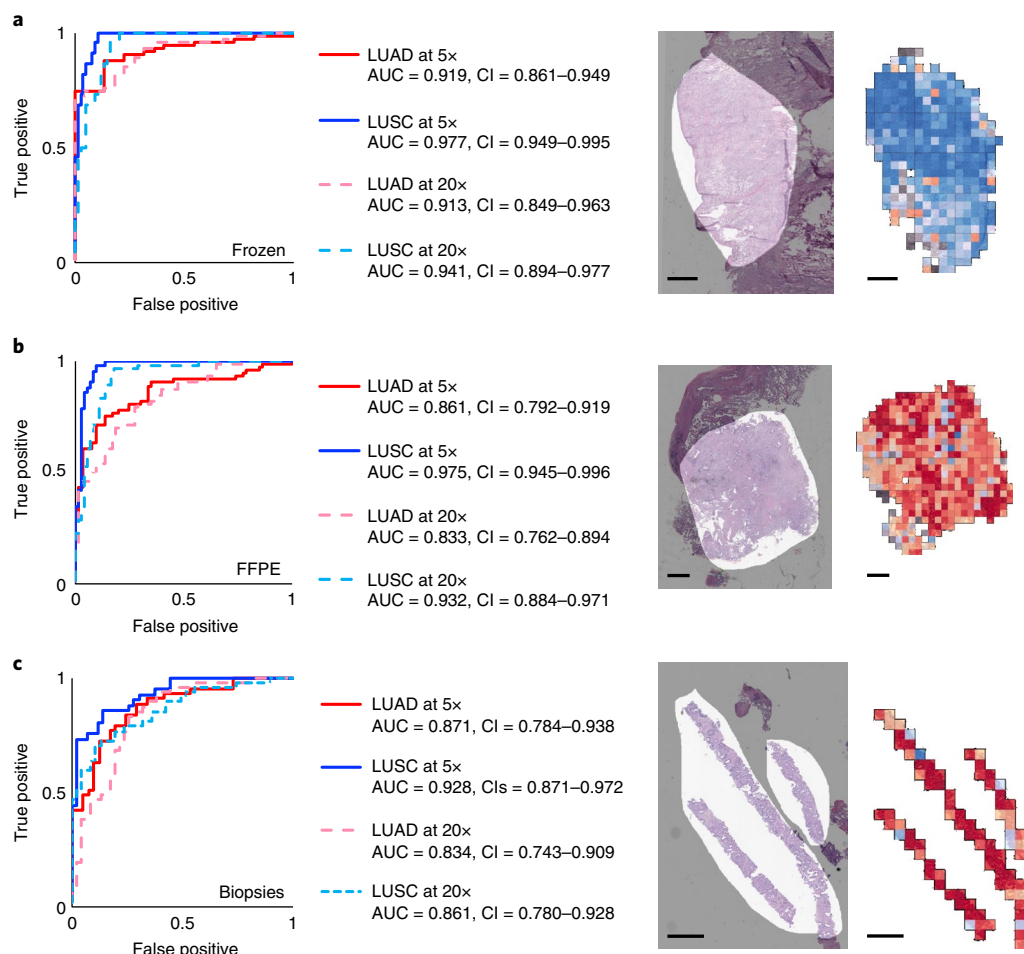 a
1
0.5
0
True positive
Frozen
0
0.5
1
False positive
LUAD at 5×
AUC = 0.919, CI = 0.861–0.949
LUSC at 5×
AUC = 0.977, CI = 0.949–0.995
LUAD at 20×
AUC = 0.913, CI = 0.849–0.963
LUSC at 20×
AUC = 0.941, CI = 0.894–0.977
b
1
0.5
0
True positive
FFPE
0
0.5
1
False positive
LUAD at 5×
AUC = 0.861, CI = 0.792–0.919
LUSC at 5×
AUC = 0.975, CI = 0.945–0.996
LUAD at 20×
AUC = 0.833, CI = 0.762–0.894
LUSC at 20×
AUC = 0.932, CI = 0.884–0.971
c
1
0.5
0
True positive
Biopsies
0
0.5
1
False positive
LUAD at 5×
AUC = 0.871, CI = 0.784–0.938
LUSC at 5×
AUC = 0.928, CIs = 0.871–0.972
LUAD at 20×
AUC = 0.834, CI = 0.743–0.909
LUSC at 20×
AUC = 0.861, CI = 0.780–0.928